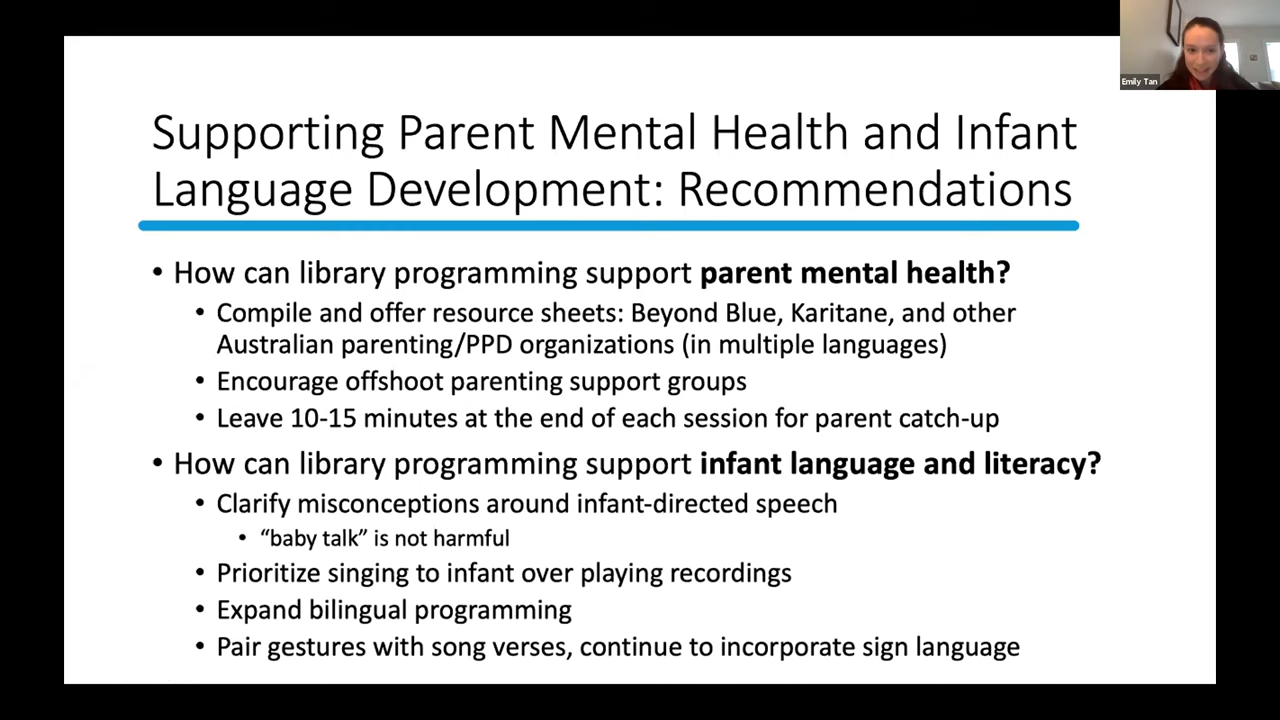 Emily Tan
Supporting Parent Mental Health and Infant
Language Development: Recommendations
• How can library programming support parent mental health?
• Compile and offer resource sheets: Beyond Blue, Karitane, and other
Australian parenting/PPD organizations (in multiple languages)
• Encourage offshoot parenting support groups
• Leave 10-15 minutes at the end of each session for parent catch-up
• How can library programming support infant language and literacy?
• Clarify misconceptions around infant-directed speech
• “baby talk” is not harmful
• Prioritize singing to infant over playing recordings
• Expand bilingual programming
• Pair gestures with song verses, continue to incorporate sign language